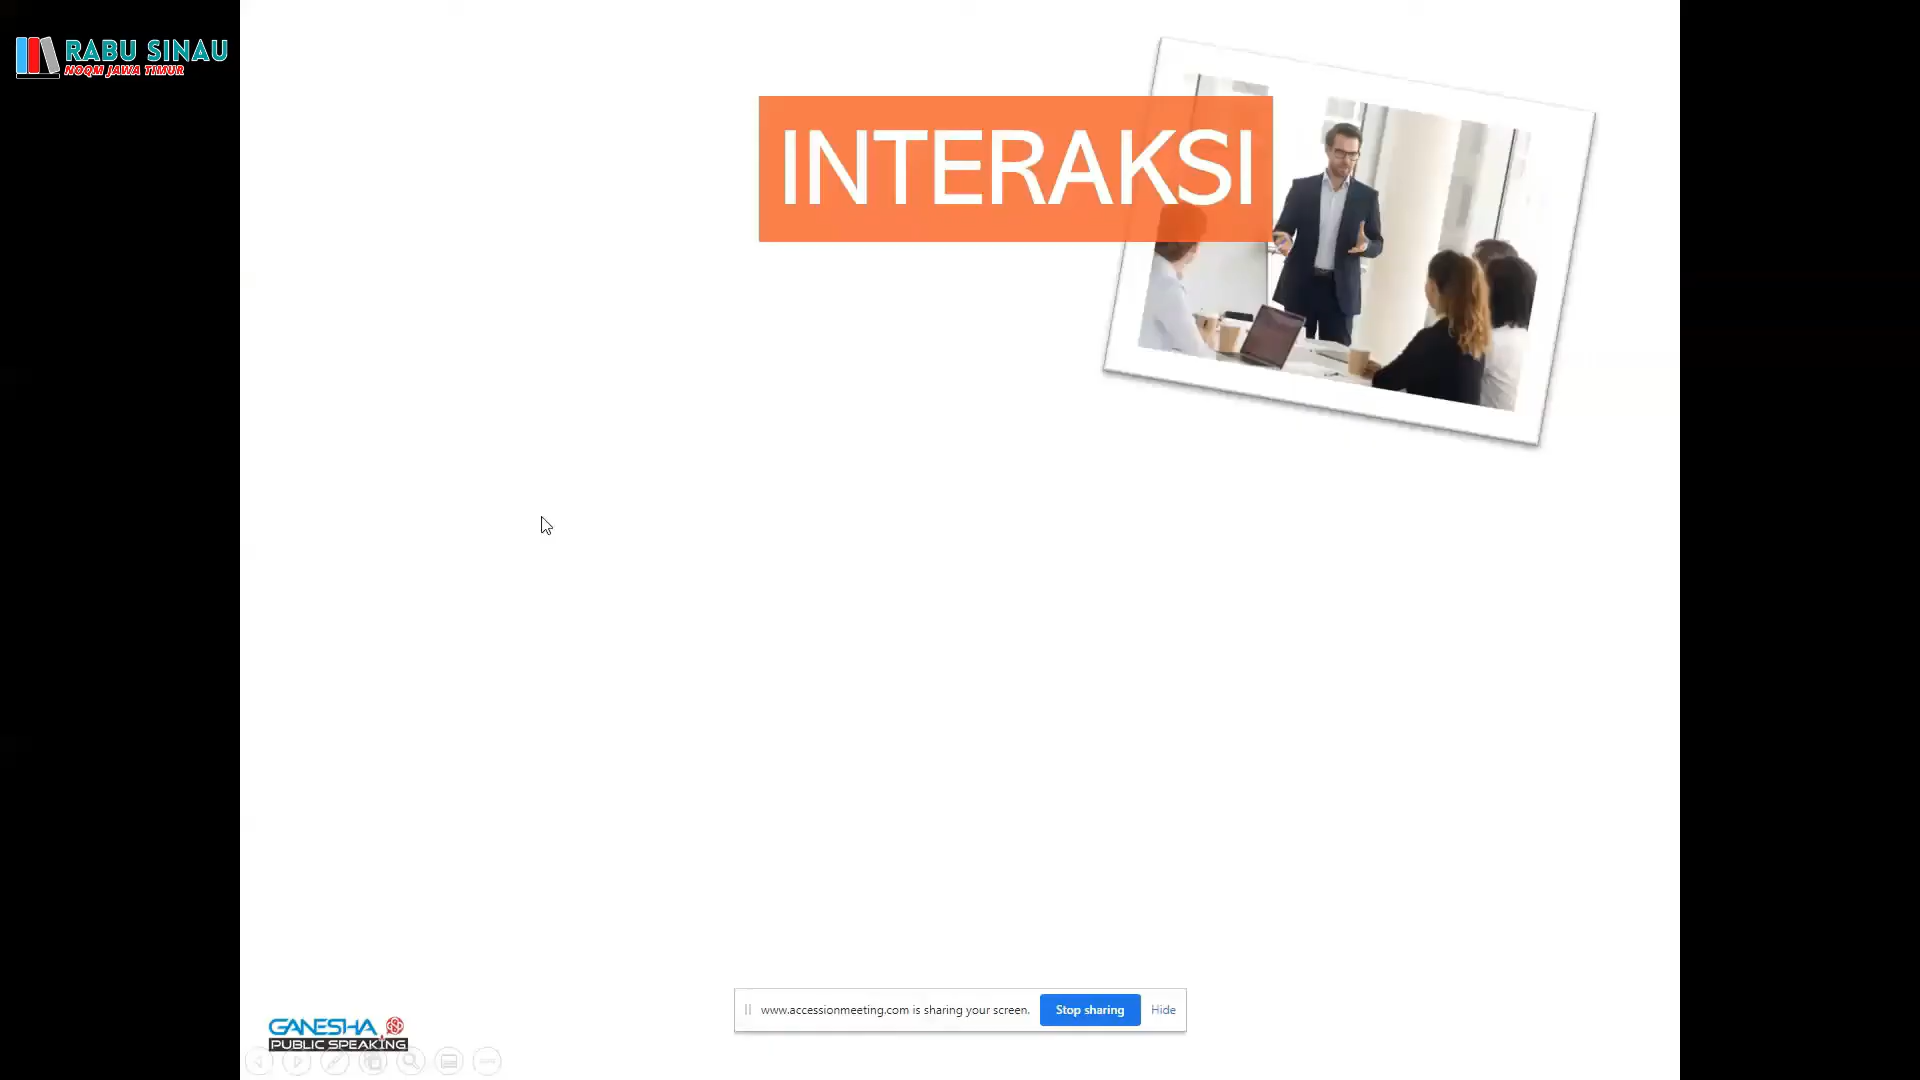 RABU SINAU
NOQM JAWA TIMUR
INTERAKSI
www.accessionmeeting.com is sharing your screen.
Stop sharing
Hide
GANESHA
PUBLIC SPEAKING